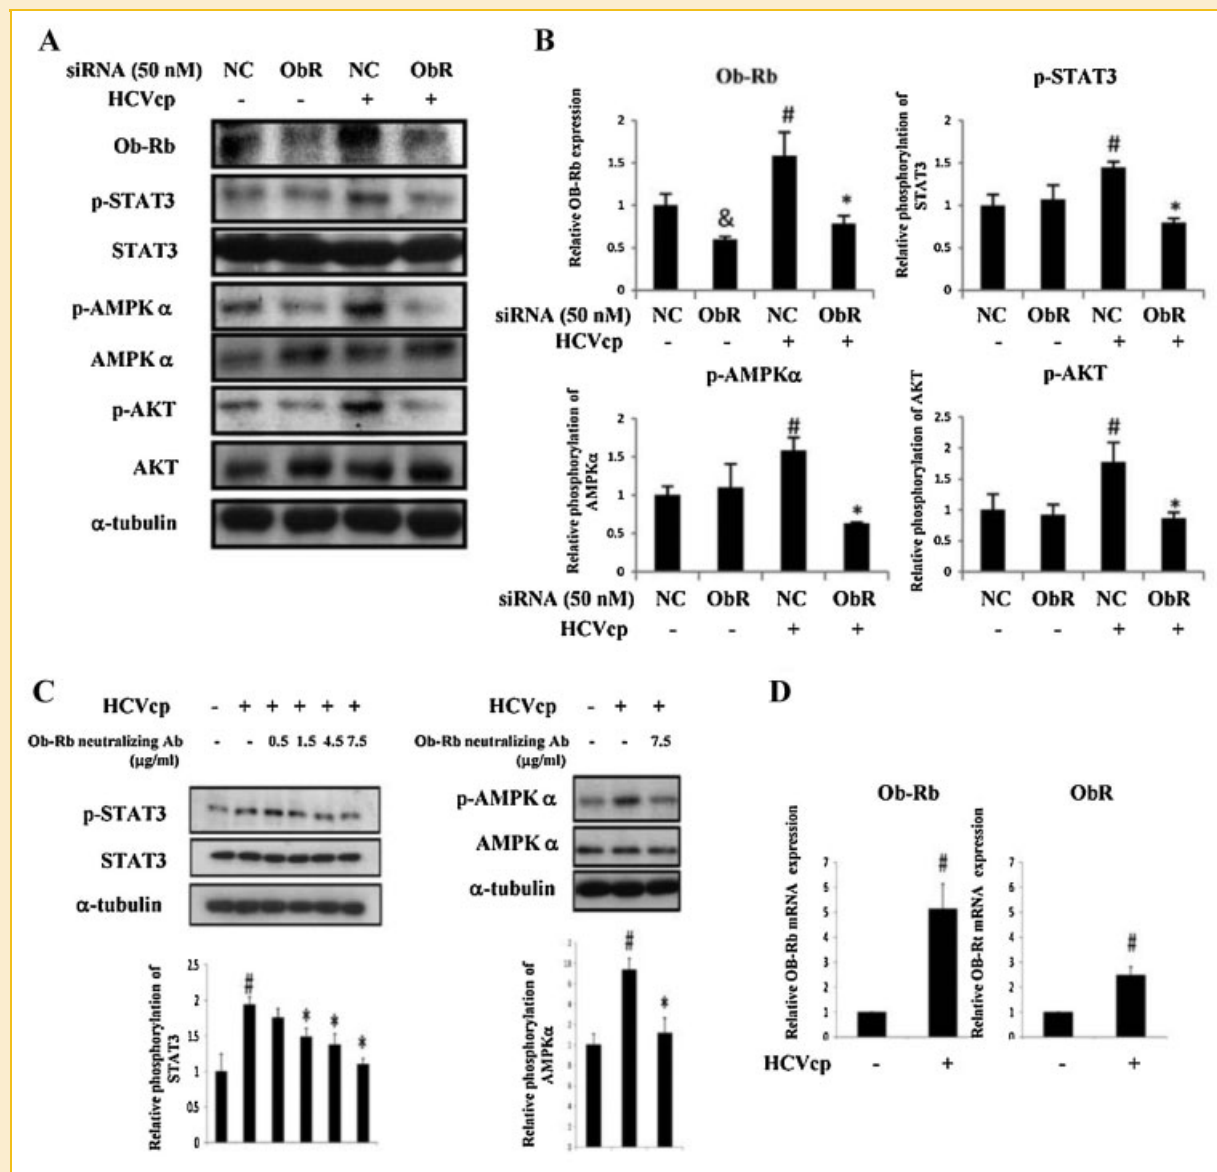 A
siRNA (50 nM) NC ObR NC ObR
HCVcp - - + +
Ob-Rb
p-STAT3
STAT3
p-AMPK α
AMPK α
p-AKT
AKT
α-tubulin
B
Ob-Rb
Relative OB-Rb expression
2
1.5
1
0.5
0
&
#
*
siRNA (50 nM) NC ObR NC ObR
HCVcp - - + +
p-STAT3
Relative phosphorylation of
STAT3
2
1.5
1
0.5
0
#
*
NC ObR NC ObR
- - + +
p-AMPKα
Relative phosphorylation of
AMPKα
2
1.5
1
0.5
0
#
*
siRNA (50 nM) NC ObR NC ObR
HCVcp - - + +
p-AKT
Relative phosphorylation of AKT
2.5
2
1.5
1
0.5
0
#
*
NC ObR NC ObR
- - + +
C
HCVcp - + + + + +
Ob-Rb neutralizing Ab - - 0.5 1.5 4.5 7.5
(µg/ml)
p-STAT3
STAT3
α-tubulin
Relative phosphorylation of
STAT3
2.5
2
1.5
1
0.5
0
#
*
*
*
HCVcp - + +
Ob-Rb neutralizing Ab - - 7.5
(µg/ml)
p-AMPK α
AMPK α
α-tubulin
Relative phosphorylation of
AMPKα
#
*
D
Ob-Rb
Relative OB-Rb mRNA expression
7
6
5
4
3
2
1
0
#
HCVcp - +
ObR
Relative OB-Rt mRNA expression
7
6
5
4
3
2
1
0
#
- +